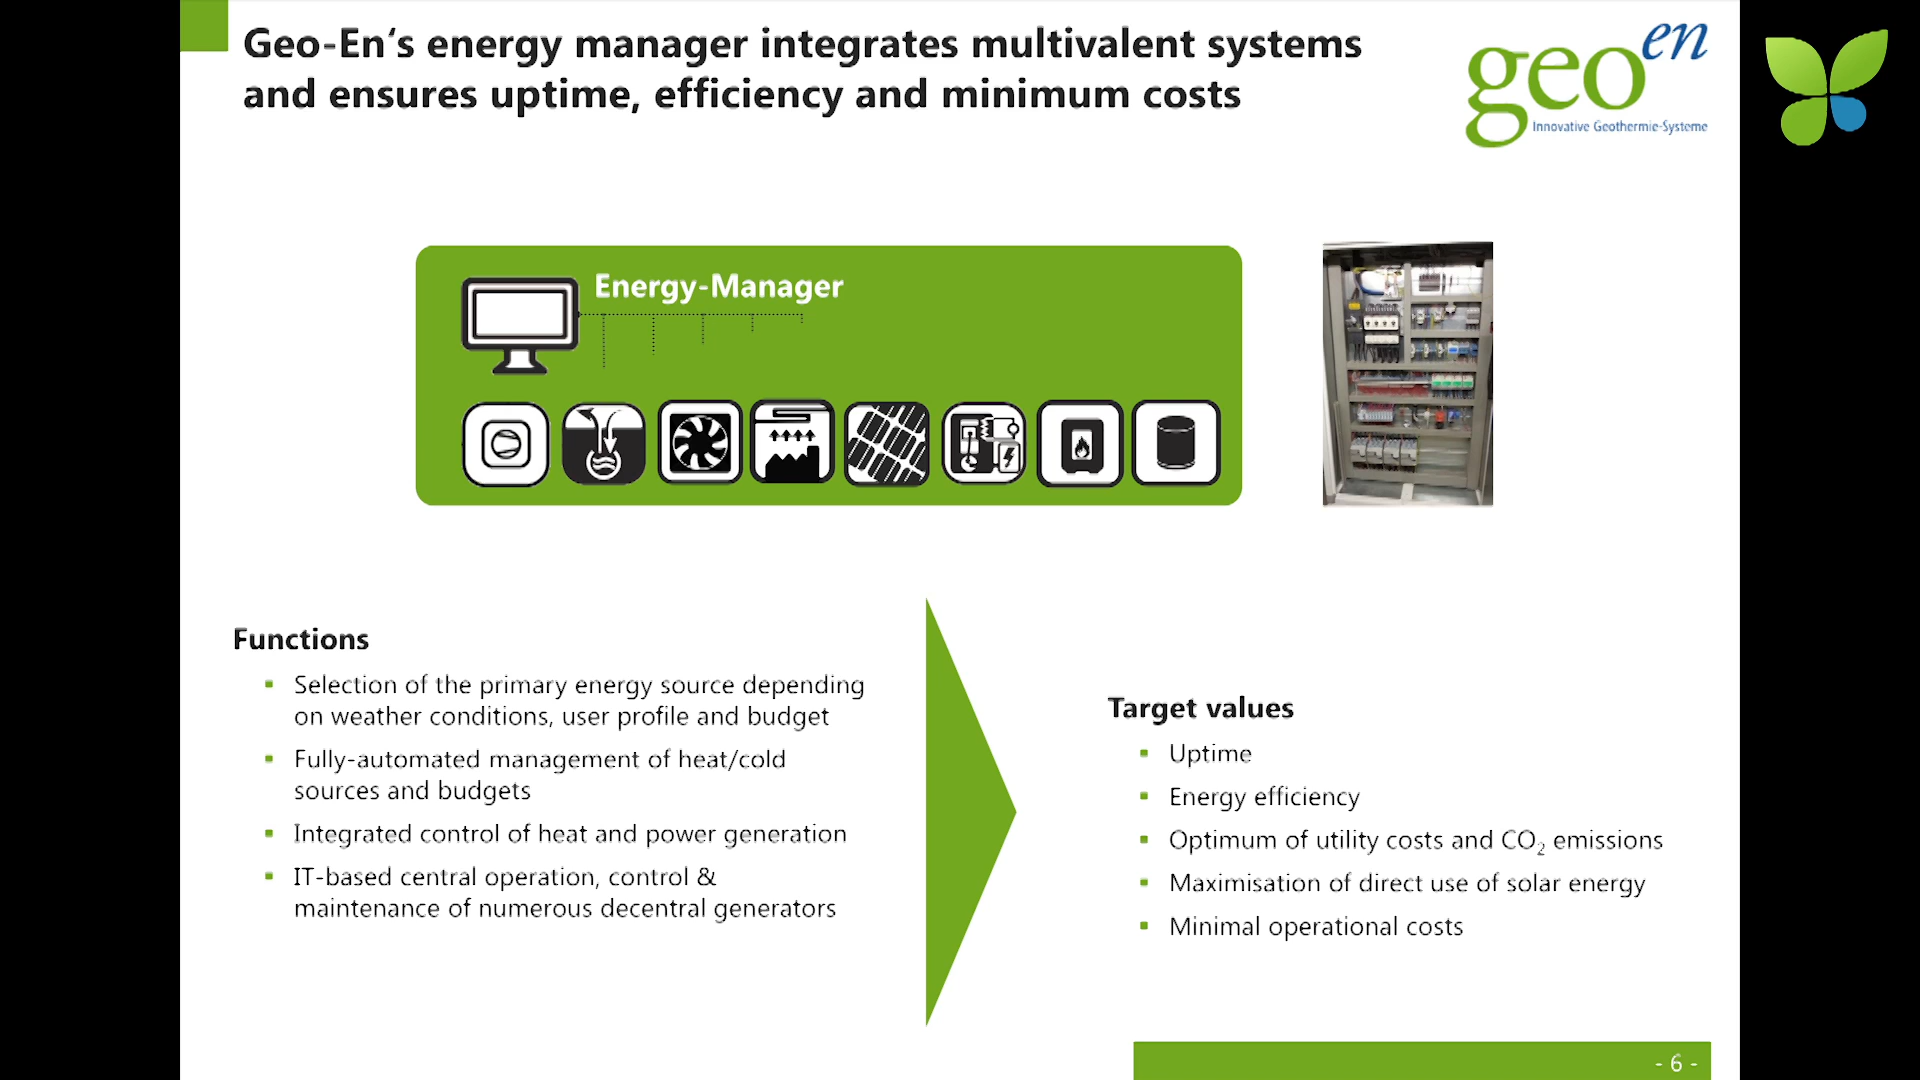 Geo-En‘s energy manager integrates multivalent systems
and ensures uptime, efficiency and minimum costs
geo en
Innovative Geothermie-Systeme
Energy-Manager
Functions
Selection of the primary energy source depending
on weather conditions, user profile and budget
Fully-automated management of heat/cold
sources and budgets
Integrated control of heat and power generation
IT-based central operation, control &
maintenance of numerous decentral generators
Target values
Uptime
Energy efficiency
Optimum of utility costs and CO₂ emissions
Maximisation of direct use of solar energy
Minimal operational costs
- 6 -